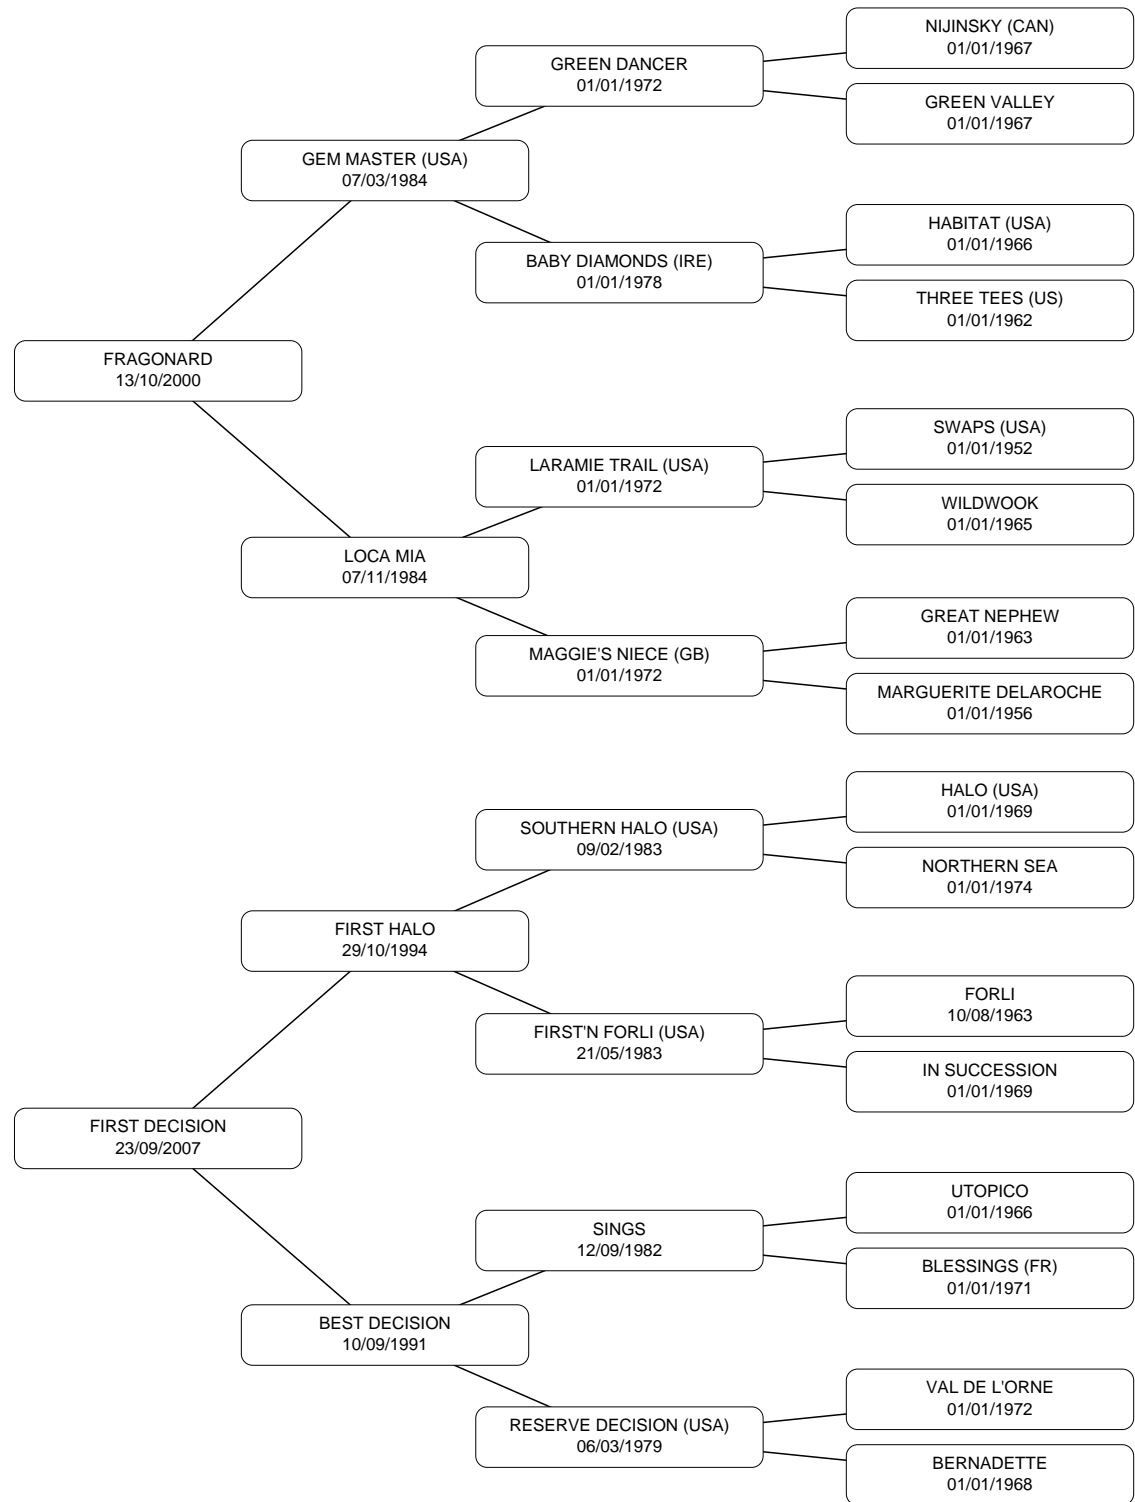 NIJINSKY (CAN)
01/01/1967
GREEN DANCER
01/01/1972
GREEN VALLEY
01/01/1967
GEM MASTER (USA)
07/03/1984
HABITAT (USA)
01/01/1966
BABY DIAMONDS (IRE)
01/01/1978
THREE TEES (US)
01/01/1962
FRAGONARD
13/10/2000
SWAPS (USA)
01/01/1952
LARAMIE TRAIL (USA)
01/01/1972
WILDWOOK
01/01/1965
LOCA MIA
07/11/1984
GREAT NEPHEW
01/01/1963
MAGGIE'S NIECE (GB)
01/01/1972
MARGUERITE DELAROCHE
01/01/1956
HALO (USA)
01/01/1969
SOUTHERN HALO (USA)
09/02/1983
NORTHERN SEA
01/01/1974
FIRST HALO
29/10/1994
FORLI
10/08/1963
FIRST'N FORLI (USA)
21/05/1983
IN SUCCESSION
01/01/1969
FIRST DECISION
23/09/2007
UTOPICO
01/01/1966
SINGS
12/09/1982
BLESSINGS (FR)
01/01/1971
BEST DECISION
10/09/1991
VAL DE L'ORNE
01/01/1972
RESERVE DECISION (USA)
06/03/1979
BERNADETTE
01/01/1968